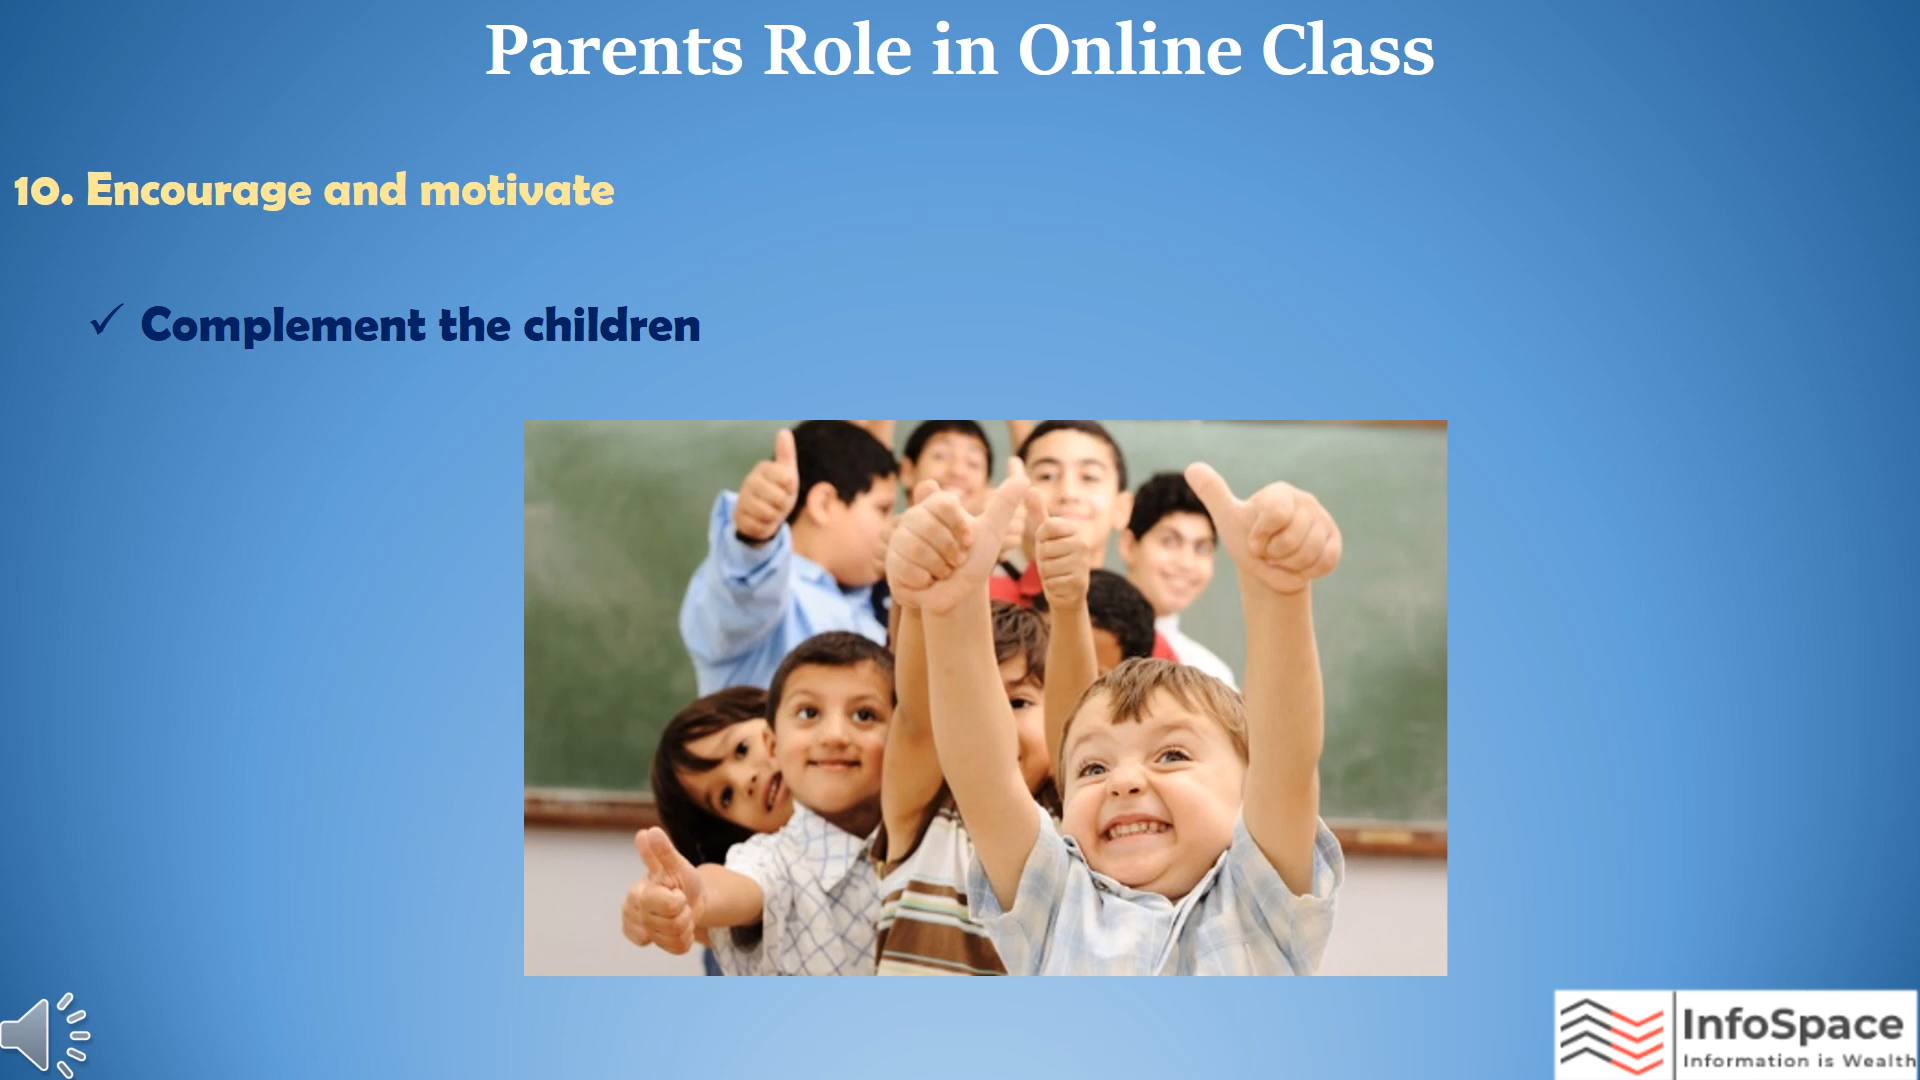 Parents Role in Online Class
10. Encourage and motivate
✓ Complement the children
InfoSpace
Information is Wealth